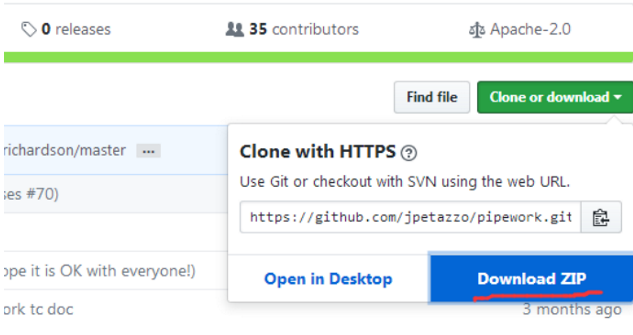 0 releases
35 contributors
Apache-2.0
Find file
Clone or download
richardson/master ...
ses #70)
ope it is OK with everyone!)
ork tc doc
Clone with HTTPS ?
Use Git or checkout with SVN using the web URL.
https://github.com/jpetazzo/pipework.git
Open in Desktop
Download ZIP
3 months ago